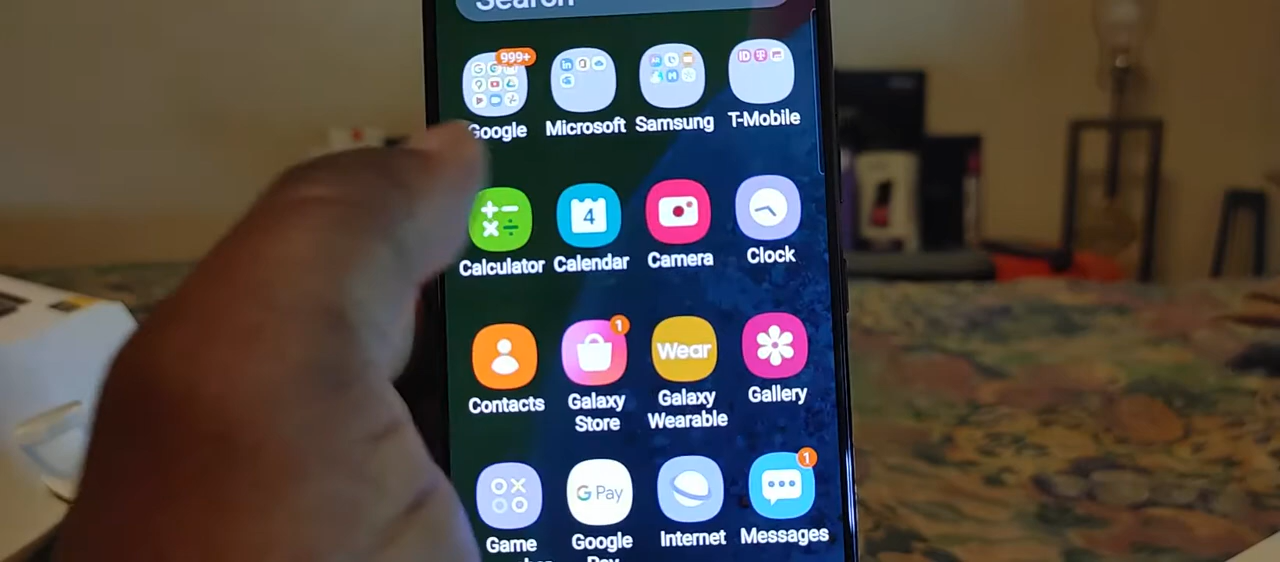 Search
999+
Google
Microsoft
Samsung
T-Mobile
4
Calculator
Calendar
Camera
Clock
1
Wear
Contacts
Galaxy
Store
Galaxy
Wearable
Gallery
1
G Pay
Game
Google
Pay
Internet
Messages